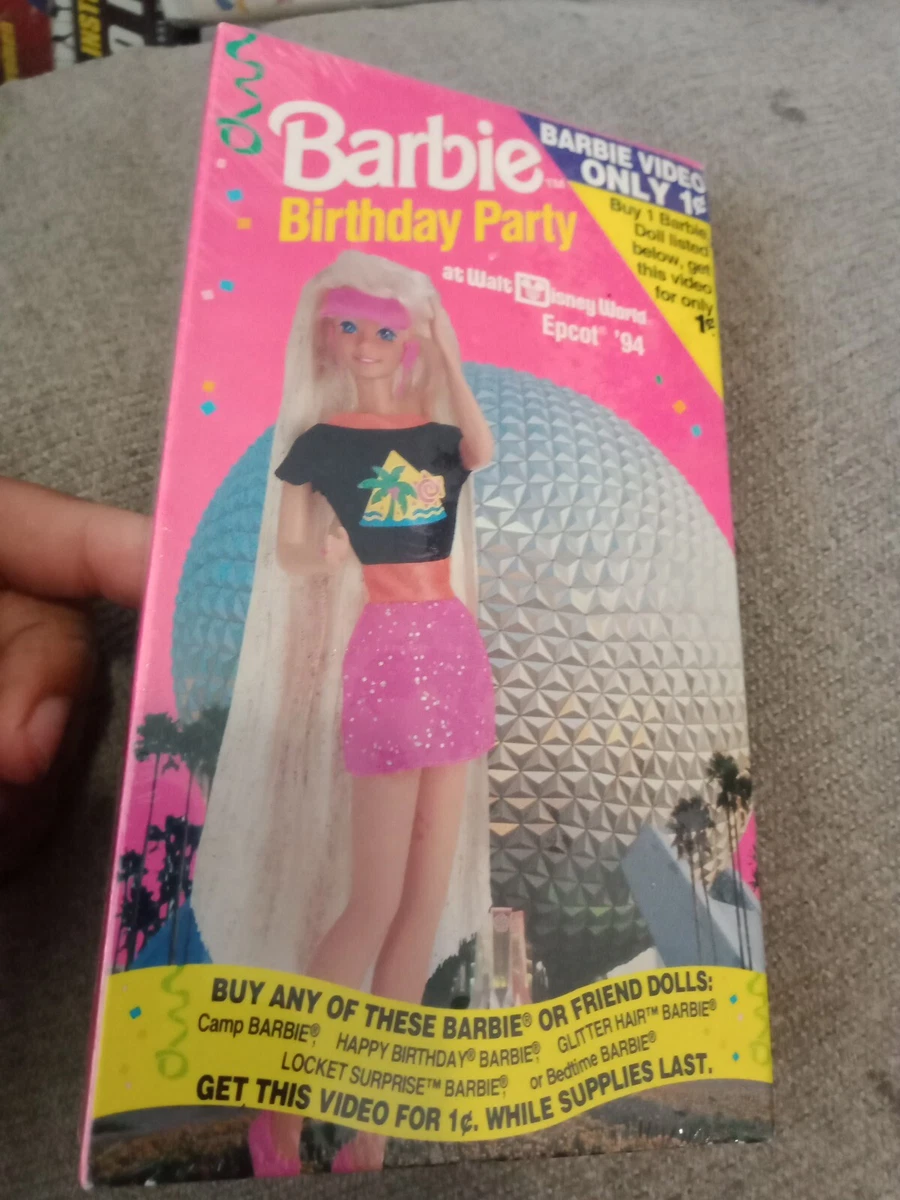 INST
Barbie™
Birthday Party
at Walt Disney World
Epcot® '94
BARBIE VIDEO
ONLY 1¢
Buy 1 Barbie
Doll listed
below, get
this video
for only
1¢
BUY ANY OF THESE BARBIE® OR FRIEND DOLLS:
Camp BARBIE®, HAPPY BIRTHDAY® BARBIE®, GLITTER HAIR™ BARBIE®
LOCKET SURPRISE™ BARBIE®, or Bedtime BARBIE®
GET THIS VIDEO FOR 1¢. WHILE SUPPLIES LAST.